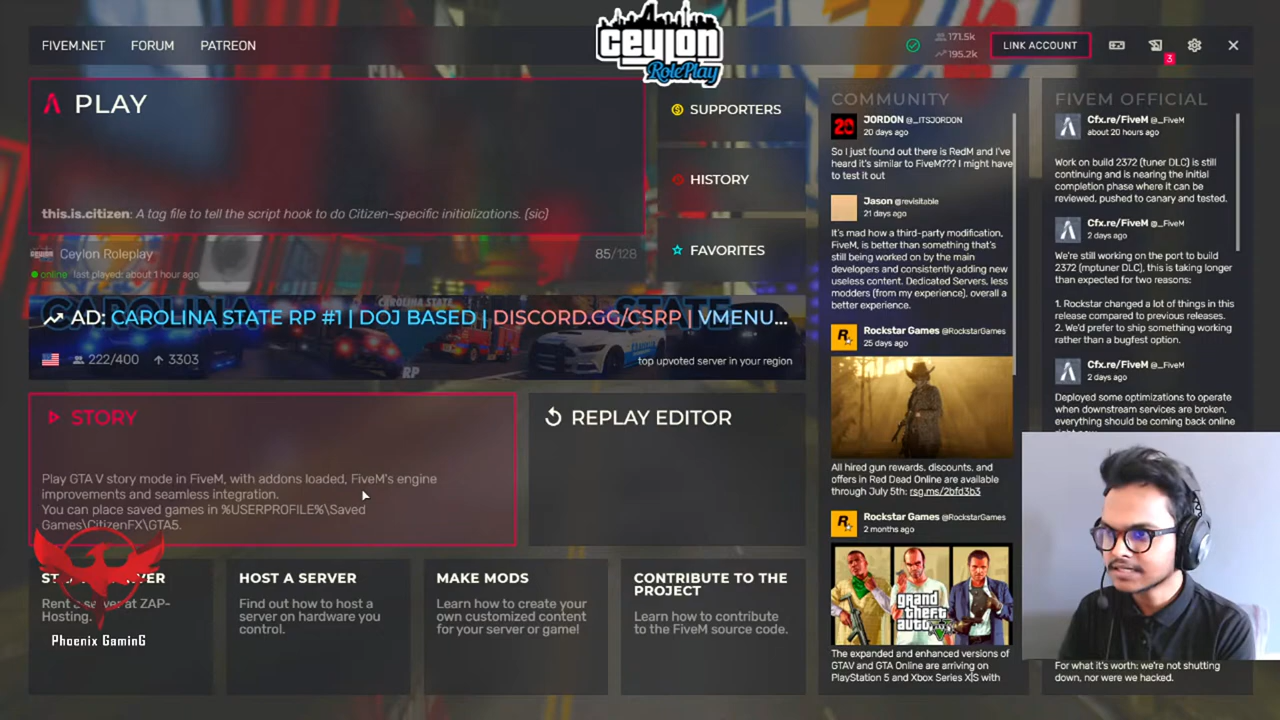 FIVEM.NET
FORUM
PATREON
CEYLON
RolePlay
171.5k
195.2k
LINK ACCOUNT
3
PLAY
this.is.citizen: A tag file to tell the script hook to do Citizen-specific initializations. (sic)
Ceylon Roleplay
85/128
online last played: about 1 hour ago
SUPPORTERS
HISTORY
FAVORITES
AD: CAROLINA STATE RP #1 | DOJ BASED | DISCORD.GG/CSRP | VMENU...
222/400
3303
top upvoted server in your region
STORY
Play GTA V story mode in FiveM, with addons loaded, FiveM's engine
improvements and seamless integration.
You can place saved games in %USERPROFILE%\Saved
Games\CitizenFX\GTA5.
REPLAY EDITOR
Rent a server at ZAP-
Hosting.
Phoenix GaminG
HOST A SERVER
Find out how to host a
server on hardware you
control.
MAKE MODS
Learn how to create your
own customized content
for your server or game!
CONTRIBUTE TO THE
PROJECT
Learn how to contribute
to the FiveM source code.
COMMUNITY
20
JORDON @_ITSJORDON
20 days ago
So I just found out there is RedM and I've
heard it's similar to FiveM??? I might have
to test it out
Jason @revisitable
21 days ago
It's mad how a third-party modification,
FiveM, is better than something that's
still being worked on by the main
developers and consistently adding new
useless content. Dedicated Servers, less
modders (from my experience), overall a
better experience.
Rockstar Games @RockstarGames
25 days ago
All hired gun rewards, discounts, and
offers in Red Dead Online are available
through July 5th: rsg.ms/2bfd3b3
Rockstar Games @RockstarGames
2 months ago
grand
theft
auto
V
The expanded and enhanced versions of
GTAV and GTA Online are arriving on
PlayStation 5 and Xbox Series X|S with
FIVEM OFFICIAL
Cfx.re/FiveM @_FiveM
about 20 hours ago
Work on build 2372 (tuner DLC) is still
continuing and is nearing the initial
completion phase where it can be
reviewed, pushed to canary and tested.
Cfx.re/FiveM @_FiveM
2 days ago
We're still working on the port to build
2372 (mptuner DLC), this is taking longer
than expected for two reasons:
1. Rockstar changed a lot of things in this
release compared to previous releases.
2. We'd prefer to ship something working
rather than a bugfest option.
Cfx.re/FiveM @_FiveM
2 days ago
Deployed some optimizations to operate
when downstream services are broken,
everything should be coming back online
For what it's worth: we're not shutting
down, nor were we hacked.